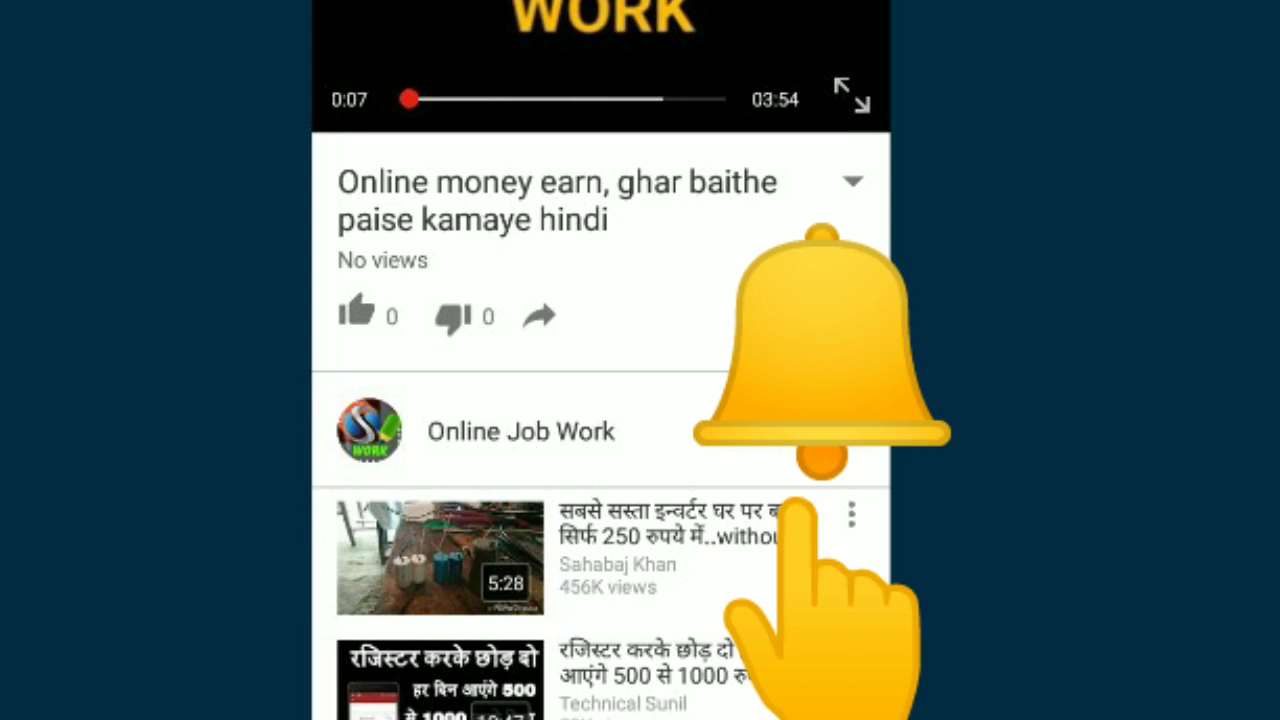 WORK
0:07
03:54
Online money earn, ghar baithe
paise kamaye hindi
No views
0
0
WORK
Online Job Work
सबसे सस्ता इन्वर्टर घर पर
सिर्फ 250 रुपये में..withou
Sahabaj Khan
456K views
5:28
रजिस्टर करके छोड़ दो
हर दिन आएंगे 500
से 1000
रजिस्टर करके छोड़ दो
आएंगे 500 से 1000
Technical Sunil